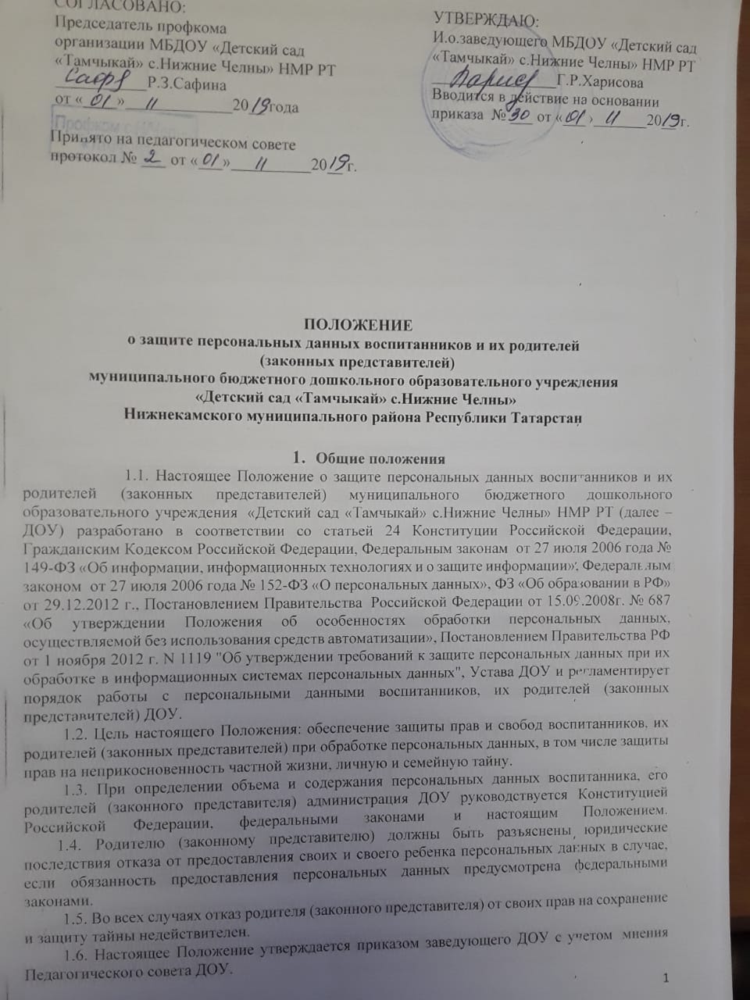 СОГЛАСОВАНО:
Председатель профкома
организации МБДОУ «Детский сад
«Тамчыкай» с.Нижние Челны» НМР РТ
____________Р.З.Сафина
от « 01 » 11 2019года
Профком
Принято на педагогическом совете
протокол № 2 от «01» 11 2019г.
УТВЕРЖДАЮ:
И.о.заведующего МБДОУ «Детский сад
«Тамчыкай» с.Нижние Челны» НМР РТ
________________Г.Р.Харисова
Вводится в действие на основании
приказа № 30 от «01» 11 2019г.
ПОЛОЖЕНИЕ
о защите персональных данных воспитанников и их родителей
(законных представителей)
муниципального бюджетного дошкольного образовательного учреждения
«Детский сад «Тамчыкай» с.Нижние Челны»
Нижнекамского муниципального района Республики Татарстан
1. Общие положения
1.1. Настоящее Положение о защите персональных данных воспитанников и их
родителей (законных представителей) муниципального бюджетного дошкольного
образовательного учреждения «Детский сад «Тамчыкай» с.Нижние Челны» НМР РТ (далее –
ДОУ) разработано в соответствии со статьей 24 Конституции Российской Федерации,
Гражданским Кодексом Российской Федерации, Федеральным законам от 27 июля 2006 года №
149-ФЗ «Об информации, информационных технологиях и о защите информации», Федеральным
законом от 27 июля 2006 года № 152-ФЗ «О персональных данных», ФЗ «Об образовании в РФ»
от 29.12.2012 г., Постановлением Правительства Российской Федерации от 15.09.2008г. № 687
«Об утверждении Положения об особенностях обработки персональных данных,
осуществляемой без использования средств автоматизации», Постановлением Правительства РФ
от 1 ноября 2012 г. N 1119 "Об утверждении требований к защите персональных данных при их
обработке в информационных системах персональных данных", Устава ДОУ и регламентирует
порядок работы с персональными данными воспитанников, их родителей (законных
представителей) ДОУ.
1.2. Цель настоящего Положения: обеспечение защиты прав и свобод воспитанников, их
родителей (законных представителей) при обработке персональных данных, в том числе защиты
прав на неприкосновенность частной жизни, личную и семейную тайну.
1.3. При определении объема и содержания персональных данных воспитанника, его
родителей (законного представителя) администрация ДОУ руководствуется Конституцией
Российской Федерации, федеральными законами и настоящим Положением.
1.4. Родителю (законному представителю) должны быть разъяснены юридические
последствия отказа от предоставления своих и своего ребенка персональных данных в случае,
если обязанность предоставления персональных данных предусмотрена федеральными
законами.
1.5. Во всех случаях отказ родителя (законного представителя) от своих прав на сохранение
и защиту тайны недействителен.
1.6. Настоящее Положение утверждается приказом заведующего ДОУ с учетом мнения
Педагогического совета ДОУ.
1